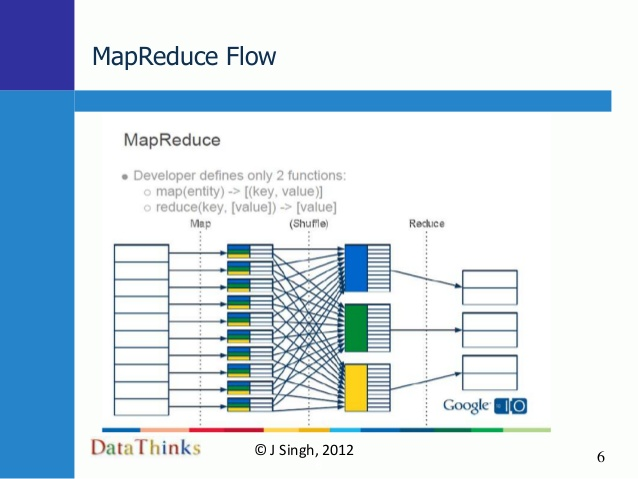 MapReduce Flow
MapReduce
● Developer defines only 2 functions:
○ map(entity) -> [(key, value)]
○ reduce(key, [value]) -> [value]
Map (Shuffle) Reduce
Google IO
DataThinks
© J Singh, 2012
6